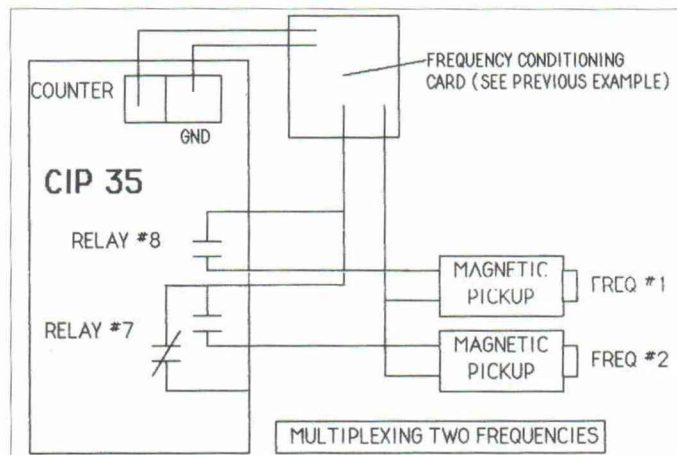 FREQUENCY CONDITIONING
CARD (SEE PREVIOUS EXAMPLE)
COUNTER
GND
CIP 35
RELAY #8
MAGNETIC
PICKUP
FREQ #1
RELAY #7
MAGNETIC
PICKUP
FREQ #2
MULTIPLEXING TWO FREQUENCIES